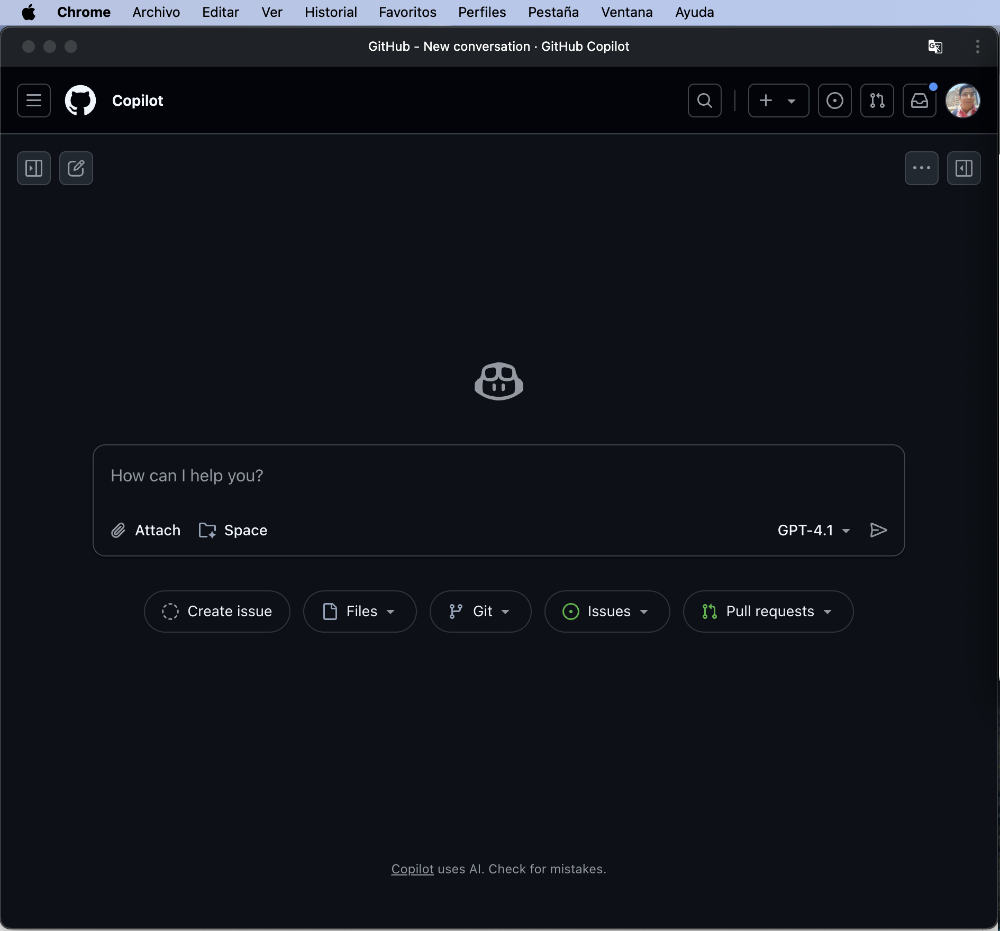 Chrome Archivo Editar Ver Historial Favoritos Perfiles Pestaña Ventana Ayuda
GitHub - New conversation · GitHub Copilot
Copilot
How can I help you?
Attach Space GPT-4.1
Create issue Files Git Issues Pull requests
Copilot uses AI. Check for mistakes.